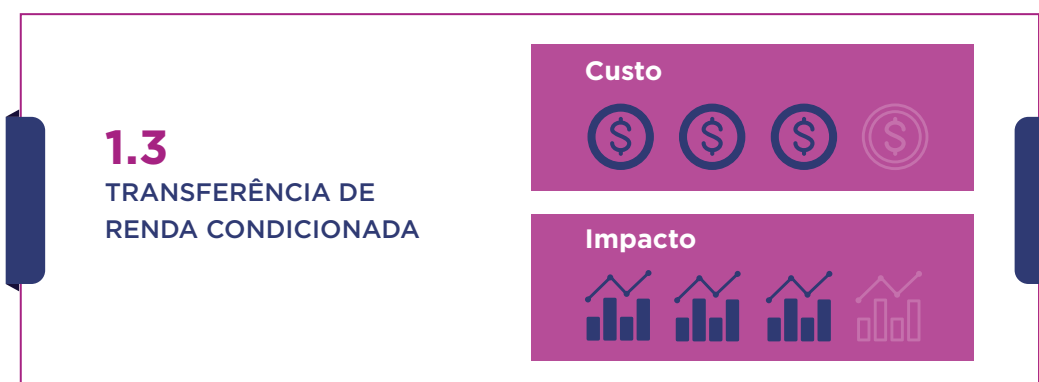 1.3
TRANSFERÊNCIA DE
RENDA CONDICIONADA
Custo
$ $ $ $
Impacto